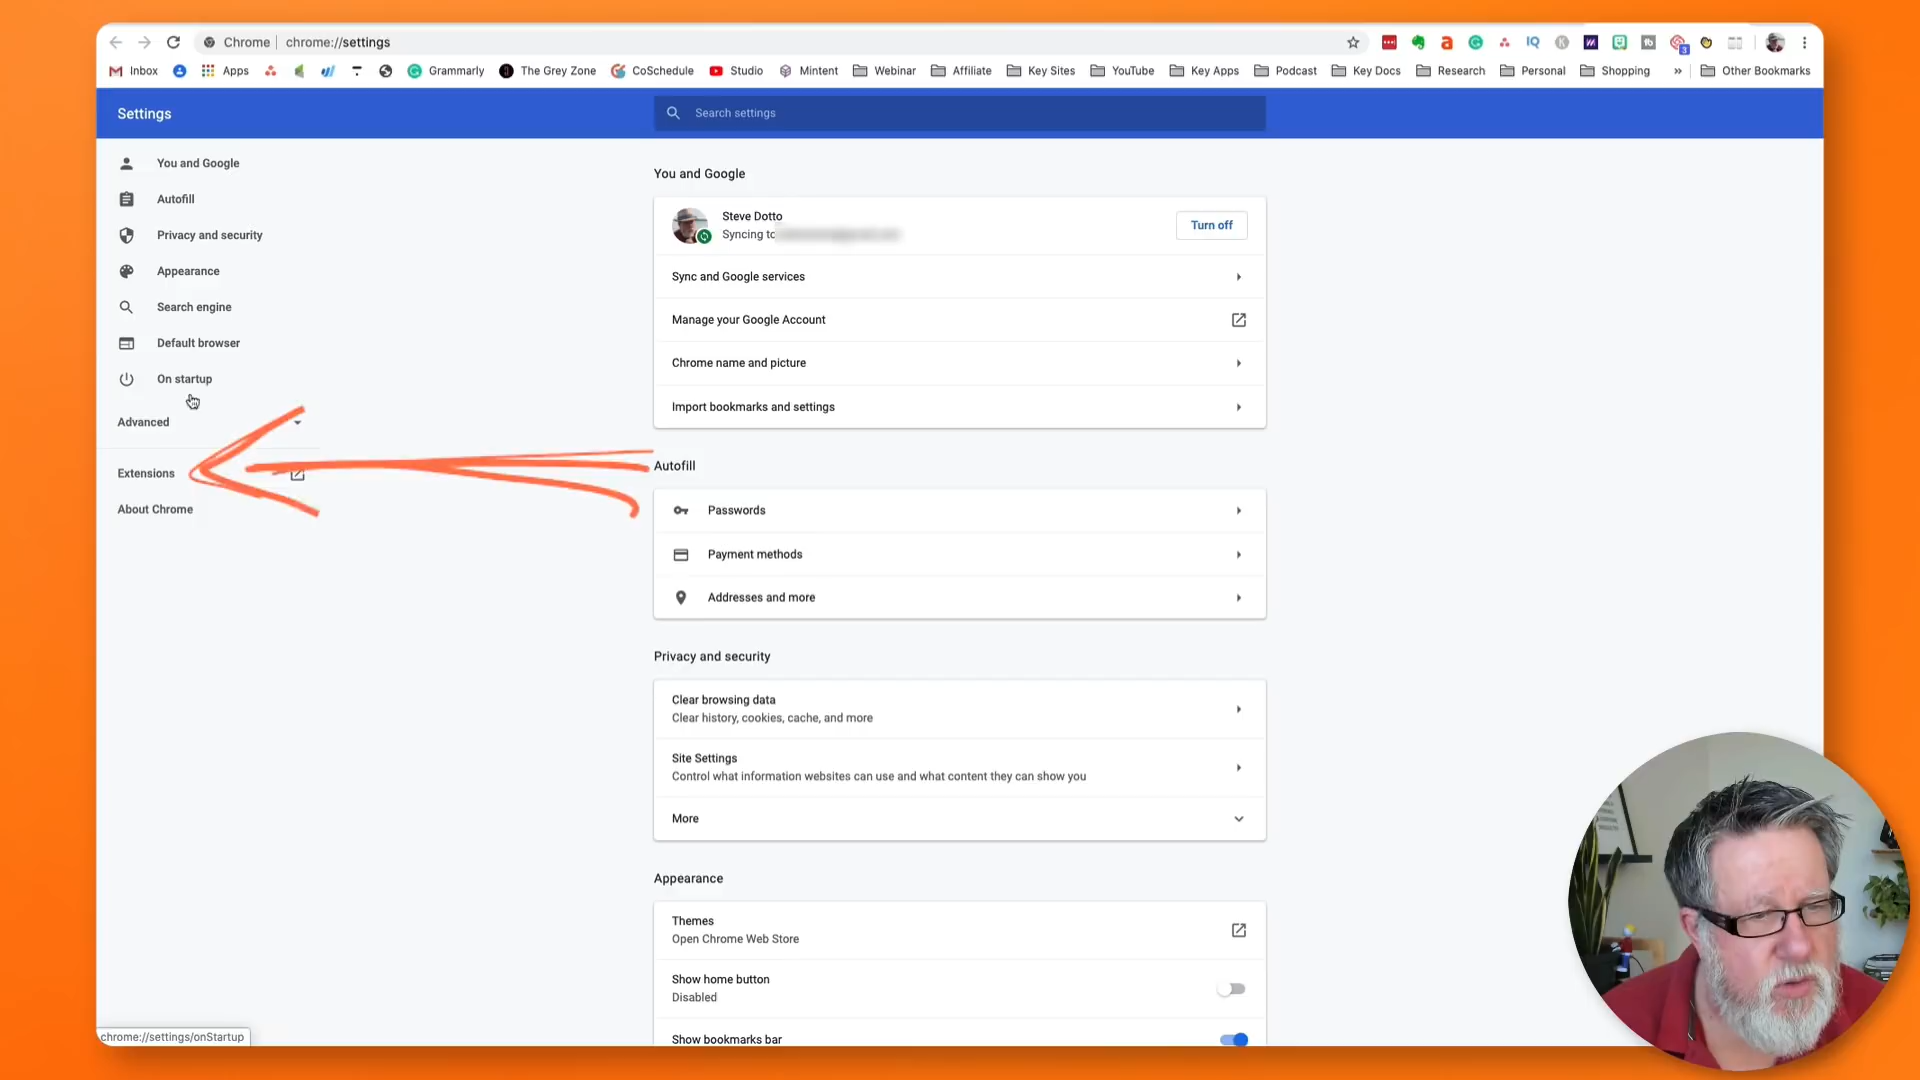 Chrome chrome://settings
Inbox Apps Grammarly The Grey Zone CoSchedule Studio Mintent Webinar Affiliate Key Sites YouTube Key Apps Podcast Key Docs Research Personal Shopping » Other Bookmarks
Settings
Search settings
You and Google
Autofill
Privacy and security
Appearance
Search engine
Default browser
On startup
Advanced
Extensions
About Chrome
You and Google
Steve Dotto
Syncing to
Turn off
Sync and Google services
Manage your Google Account
Chrome name and picture
Import bookmarks and settings
Autofill
Passwords
Payment methods
Addresses and more
Privacy and security
Clear browsing data
Clear history, cookies, cache, and more
Site Settings
Control what information websites can use and what content they can show you
More
Appearance
Themes
Open Chrome Web Store
Show home button
Disabled
Show bookmarks bar
chrome://settings/onStartup